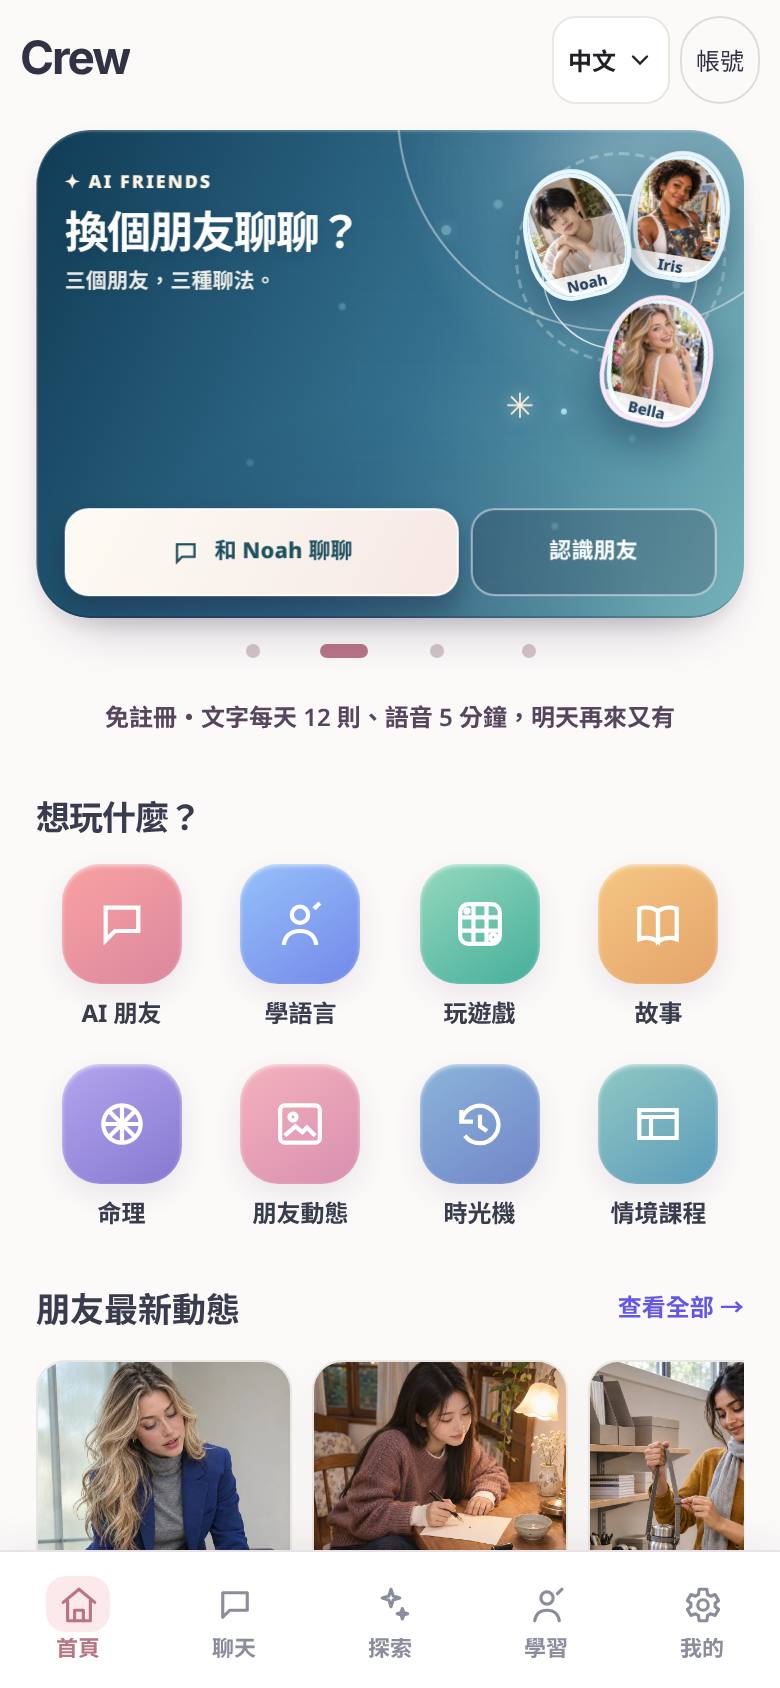 Crew
中文
帳號
✦ AI FRIENDS
換個朋友聊聊？
三個朋友，三種聊法。
Noah
Iris
Bella
和 Noah 聊聊
認識朋友
免註冊・文字每天 12 則、語音 5 分鐘，明天再來又有
想玩什麼？
AI 朋友
學語言
玩遊戲
故事
命理
朋友動態
時光機
情境課程
朋友最新動態
查看全部 →
首頁
聊天
探索
學習
我的